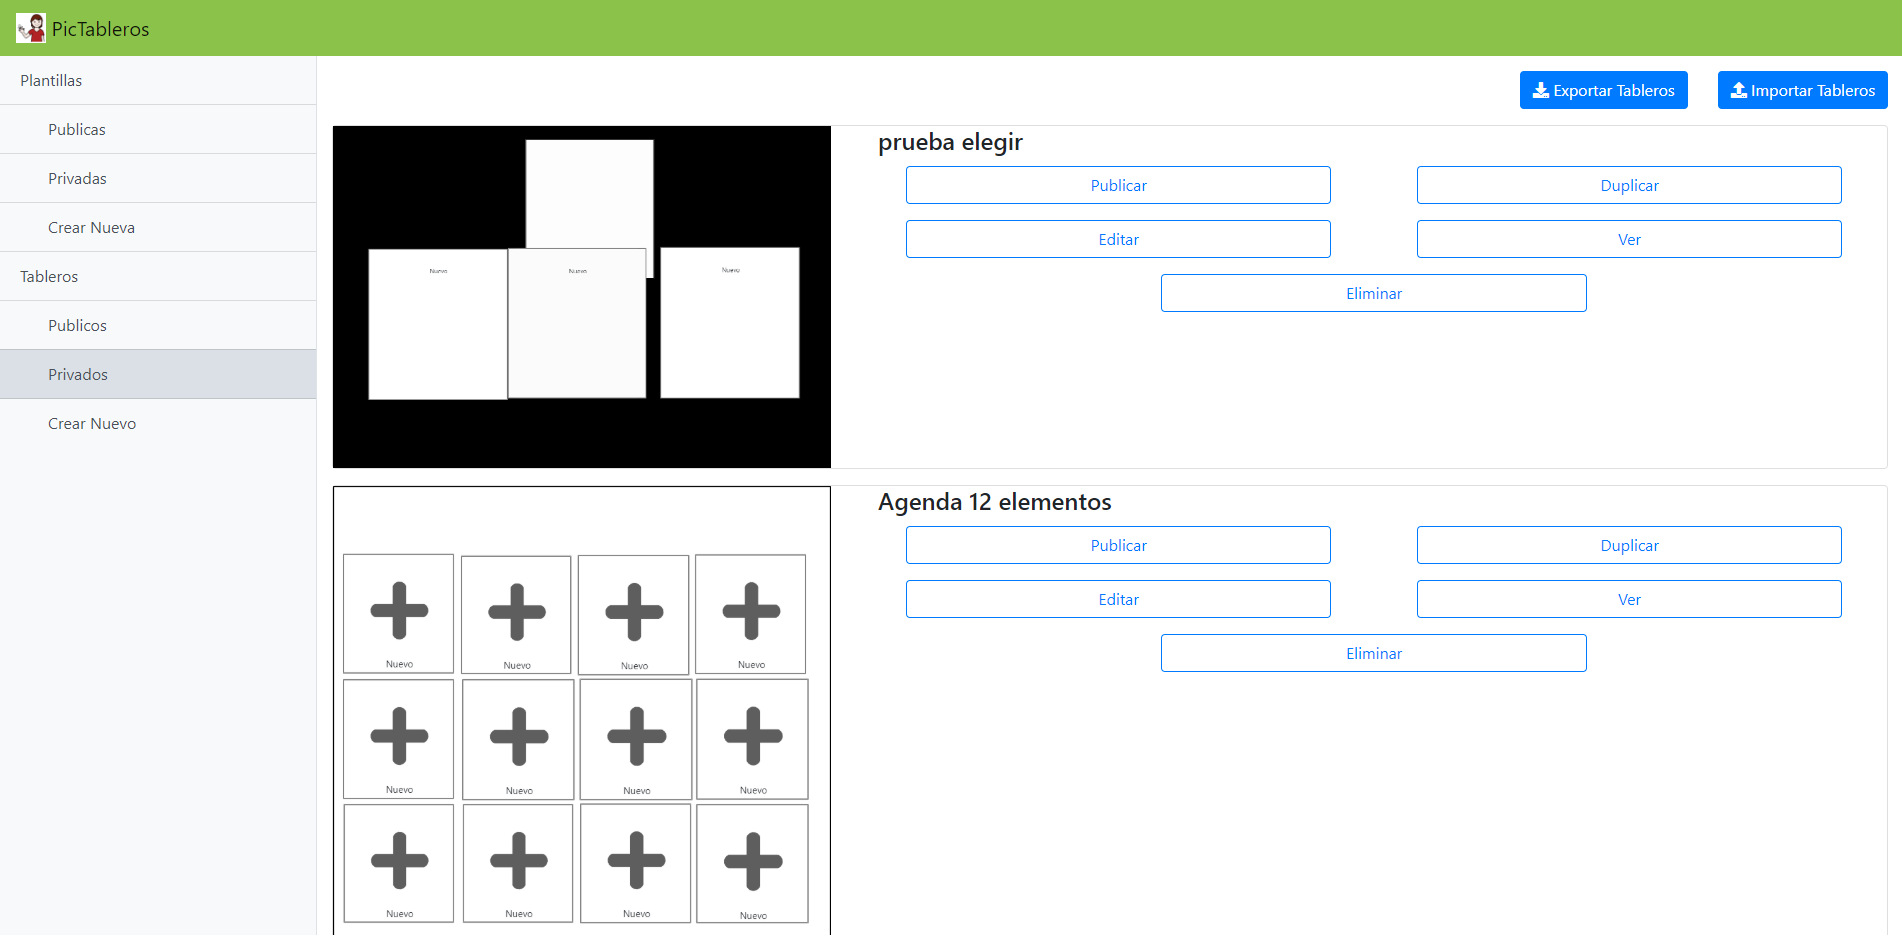 PicTableros
Plantillas
Publicas
Privadas
Crear Nueva
Tableros
Publicos
Privados
Crear Nuevo
Exportar Tableros
Importar Tableros
prueba elegir
Publicar
Duplicar
Editar
Ver
Eliminar
Nuevo
Nuevo
Nuevo
Agenda 12 elementos
Publicar
Duplicar
Editar
Ver
Eliminar
Nuevo
Nuevo
Nuevo
Nuevo
Nuevo
Nuevo
Nuevo
Nuevo
Nuevo
Nuevo
Nuevo
Nuevo